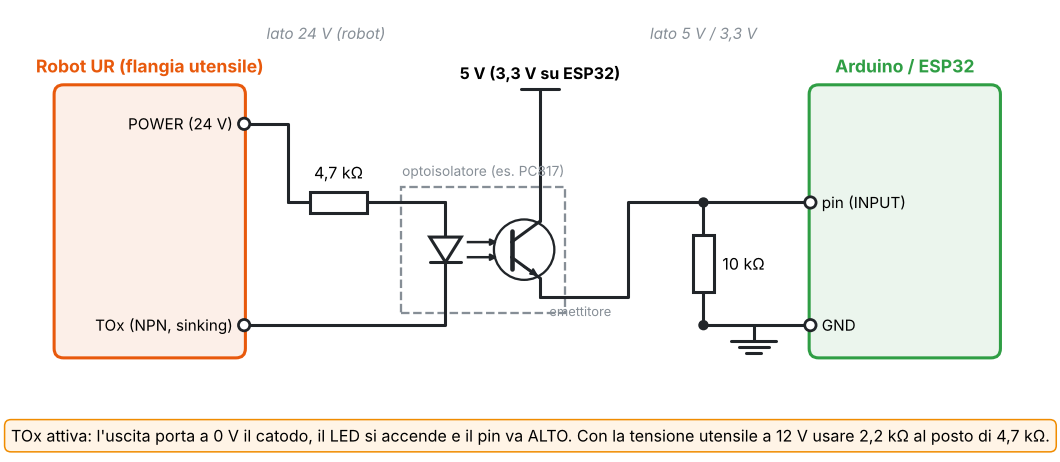 lato 24 V (robot)
lato 5 V / 3,3 V
Robot UR (flangia utensile)
5 V (3,3 V su ESP32)
Arduino / ESP32
POWER (24 V)
4,7 kΩ
optoisolatore (es. PC817)
pin (INPUT)
10 kΩ
emettitore
TOx (NPN, sinking)
GND
TOx attiva: l'uscita porta a 0 V il catodo, il LED si accende e il pin va ALTO. Con la tensione utensile a 12 V usare 2,2 kΩ al posto di 4,7 kΩ.